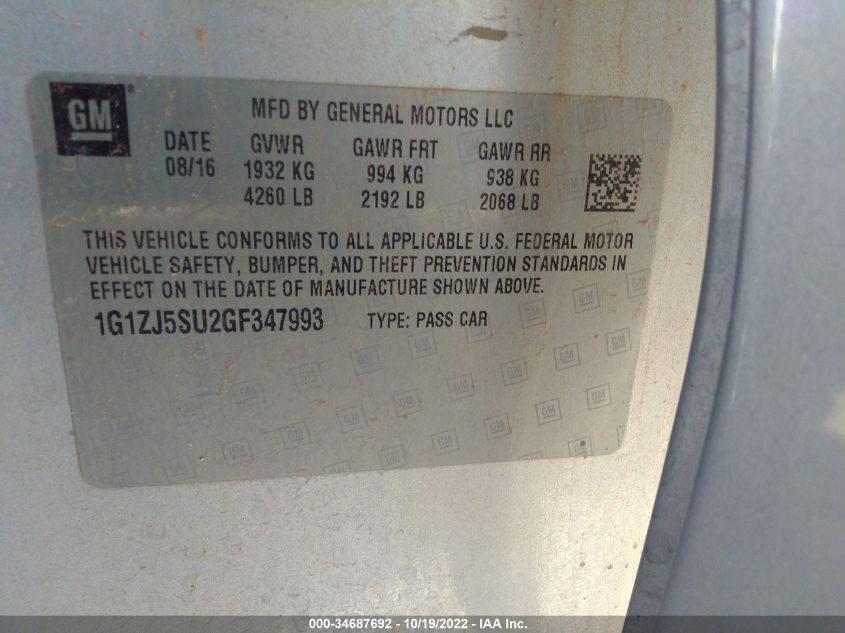 GM®
MFD BY GENERAL MOTORS LLC
DATE GVWR GAWR FRT GAWR RR
08/16 1932 KG 994 KG 938 KG
4260 LB 2192 LB 2068 LB
THIS VEHICLE CONFORMS TO ALL APPLICABLE U.S. FEDERAL MOTOR
VEHICLE SAFETY, BUMPER, AND THEFT PREVENTION STANDARDS IN
EFFECT ON THE DATE OF MANUFACTURE SHOWN ABOVE.
1G1ZJ5SU2GF347993 TYPE: PASS CAR
000-34687692 - 10/19/2022 - IAA Inc.